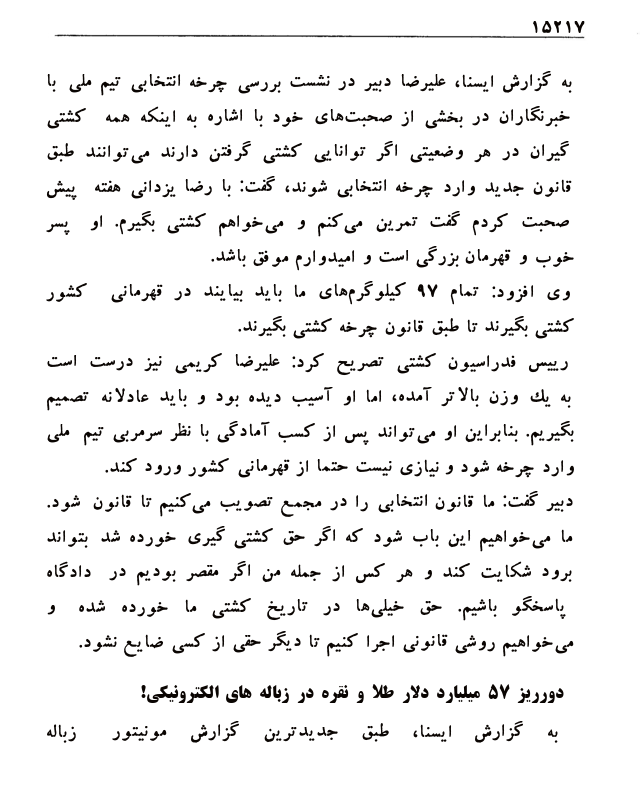 ۱۵۲۱۷
به گزارش ایسنا، علیرضا دبیر در نشست بررسی چرخه انتخابی تیم ملی با
خبرنگاران در بخشی از صحبت‌های خود با اشاره به اینکه همه کشتی
گیران در هر وضعیتی اگر توانایی کشتی گرفتن دارند می‌توانند طبق
قانون جدید وارد چرخه انتخابی شوند، گفت: با رضا یزدانی هفته پیش
صحبت کردم گفت تمرین می‌کنم و می‌خواهم کشتی بگیرم. او پسر
خوب و قهرمان بزرگی است و امیدوارم موفق باشد.
وی افزود: تمام ۹۷ کیلوگرم‌های ما باید بیایند در قهرمانی کشور
کشتی بگیرند تا طبق قانون چرخه کشتی بگیرند.
رییس فدراسیون کشتی تصریح کرد: علیرضا کریمی نیز درست است
به یك وزن بالاتر آمده، اما او آسیب دیده بود و باید عادلانه تصمیم
بگیریم. بنابراین او می‌تواند پس از کسب آمادگی با نظر سرمربی تیم ملی
وارد چرخه شود و نیازی نیست حتما از قهرمانی کشور ورود کند.
دبیر گفت: ما قانون انتخابی را در مجمع تصویب می‌کنیم تا قانون شود.
ما می‌خواهیم این باب شود که اگر حق کشتی گیری خورده شد بتواند
برود شکایت کند و هر کس از جمله من اگر مقصر بودیم در دادگاه
پاسخگو باشیم. حق خیلی‌ها در تاریخ کشتی ما خورده شده و
می‌خواهیم روشی قانونی اجرا کنیم تا دیگر حقی از کسی ضایع نشود.
دورریز ۵۷ میلیارد دلار طلا و نقره در زباله های الکترونیکی!
به گزارش ایسنا، طبق جدیدترین گزارش مونیتور زباله